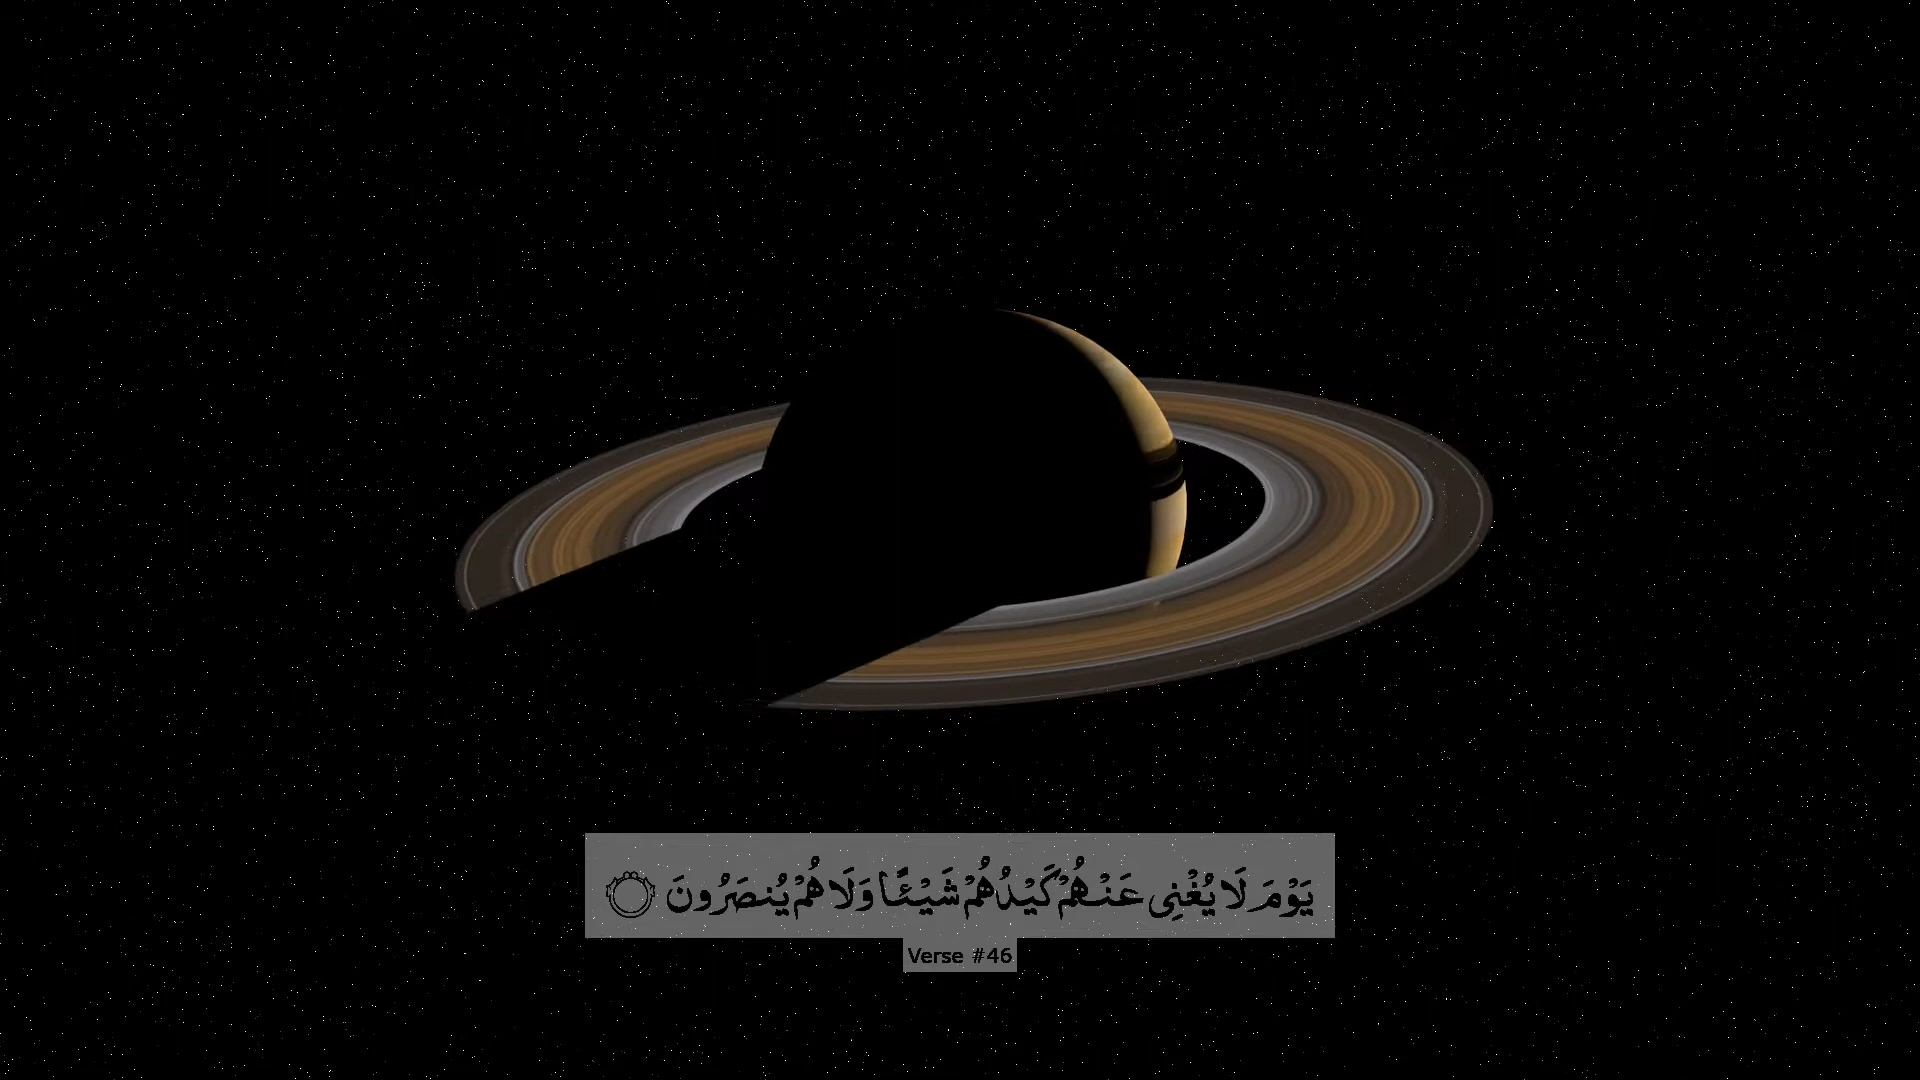 يَوْمَ لَا يُغْنِى عَنْهُمْ كَيْدُهُمْ شَيْـًٔا وَلَا هُمْ يُنصَرُونَ ۝
Verse #46